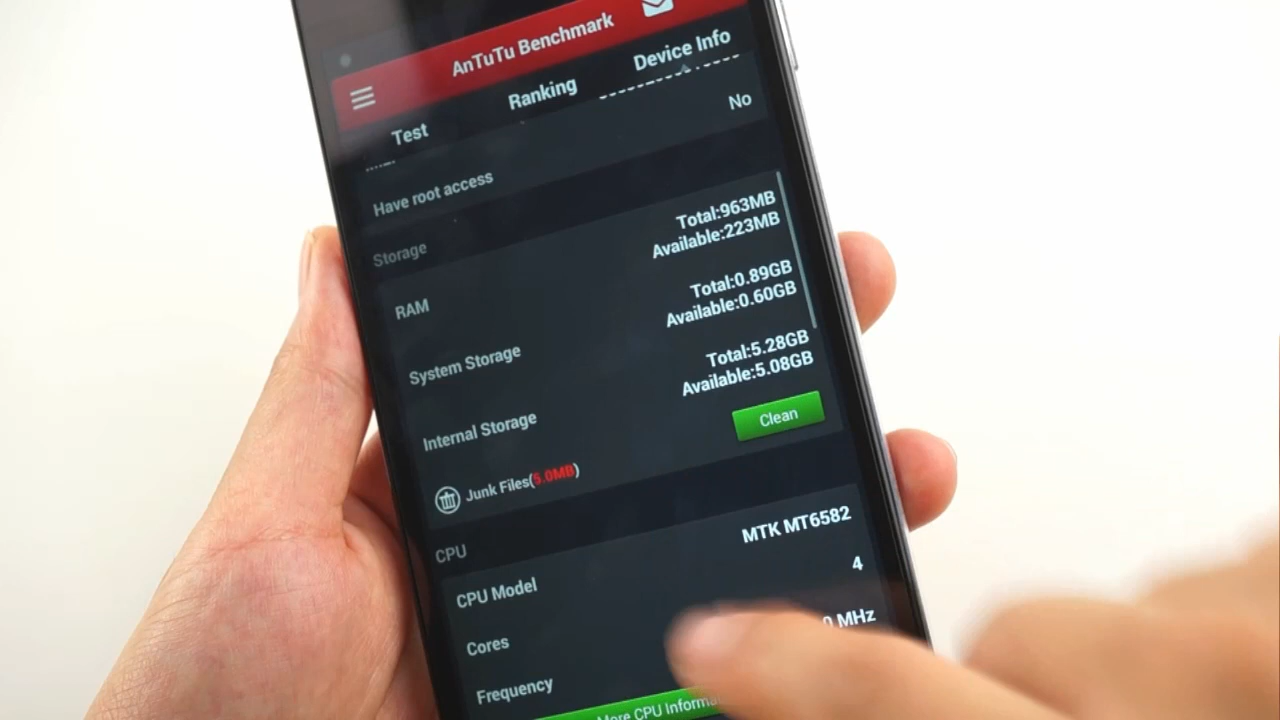 AnTuTu Benchmark
Test
Ranking
Device Info
Have root access
No
Storage
RAM
Total:963MB
Available:223MB
System Storage
Total:0.89GB
Available:0.60GB
Internal Storage
Total:5.28GB
Available:5.08GB
Junk Files(5.0MB)
Clean
CPU
CPU Model
MTK MT6582
Cores
4
Frequency
MHz
More CPU